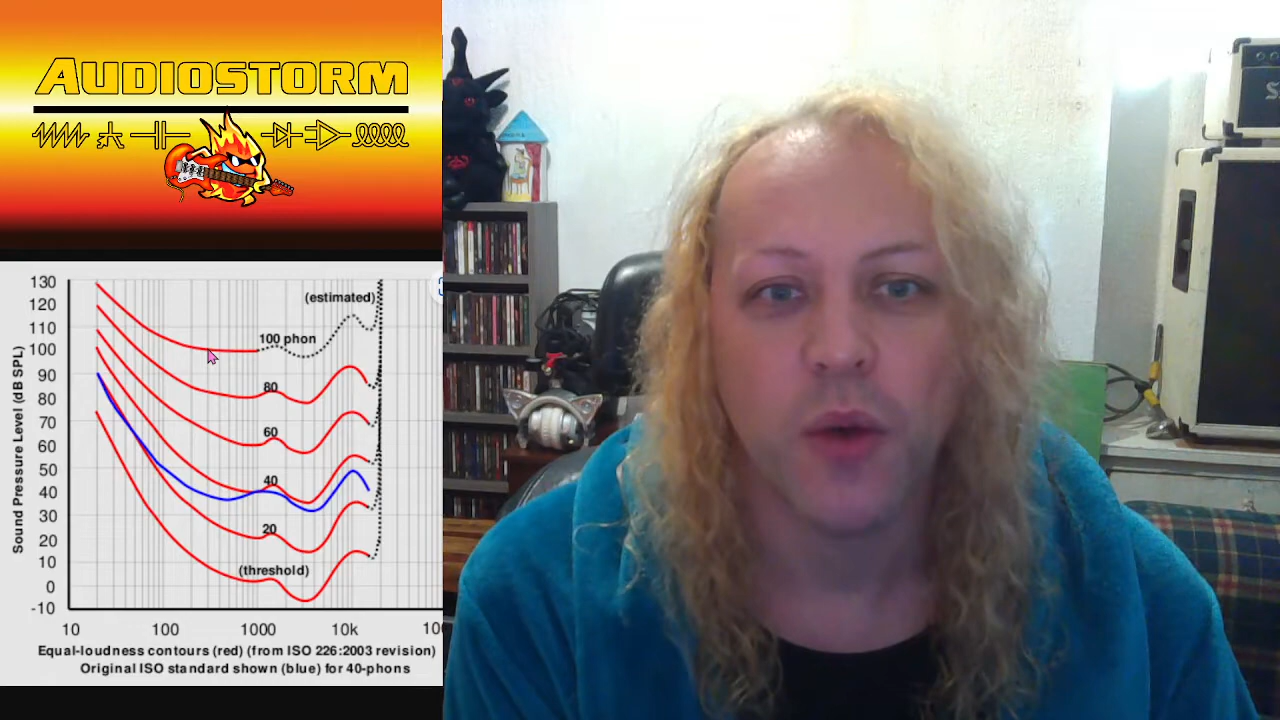 AUDIOSTORM
130
120
110
100
90
80
70
60
50
40
30
20
10
0
-10
Sound Pressure Level (dB SPL)
(estimated)
100 phon
80
60
40
20
(threshold)
10 100 1000 10k 100
Equal-loudness contours (red) (from ISO 226:2003 revision)
Original ISO standard shown (blue) for 40-phons
S